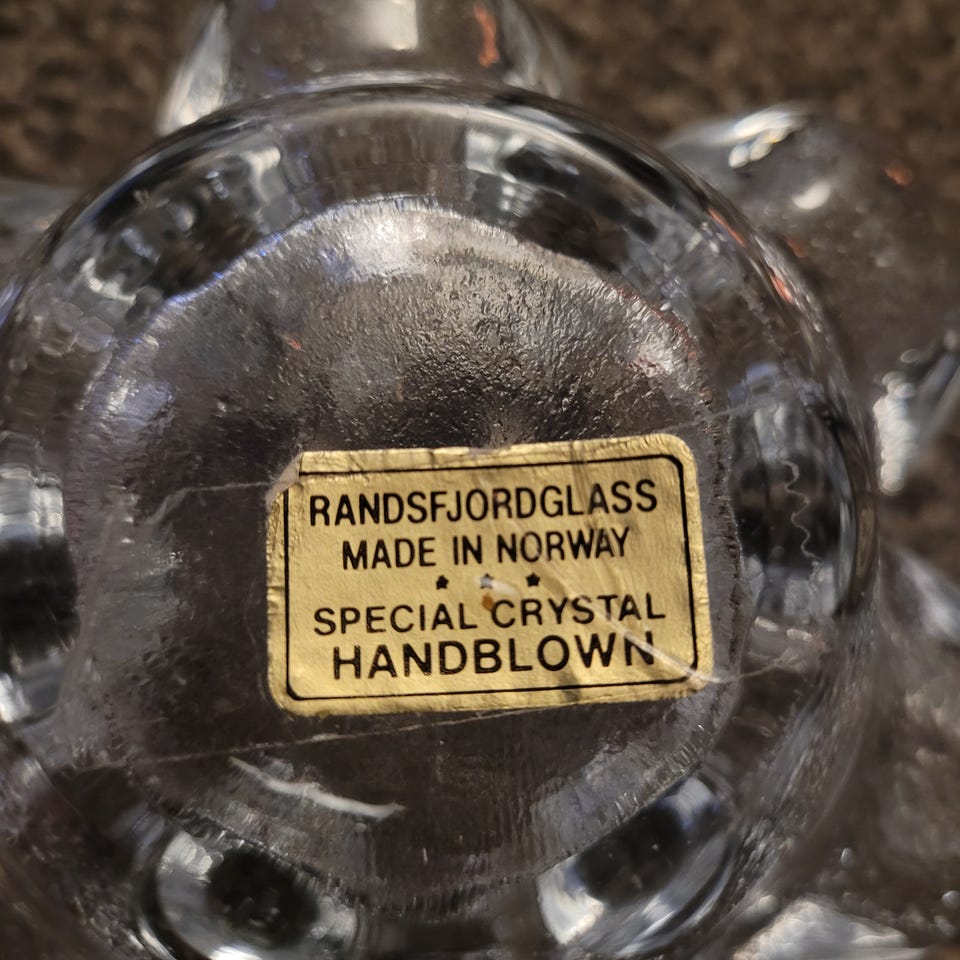 RANDSFJORDGLASS
MADE IN NORWAY
★ ★ ★
SPECIAL CRYSTAL
HANDBLOWN